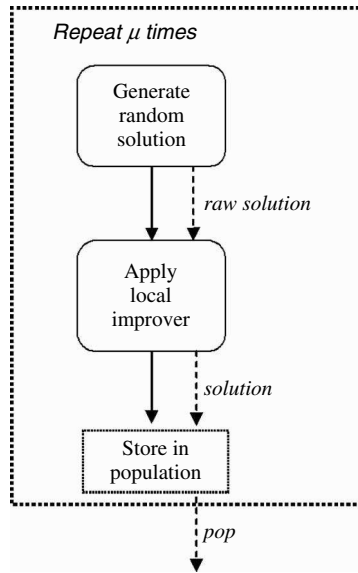 Repeat μ times
Generate
random
solution
raw solution
Apply
local
improver
solution
Store in
population
pop